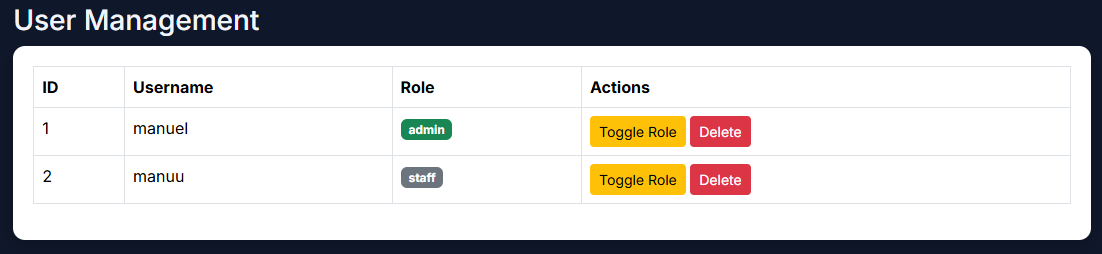 User Management
ID Username Role Actions
1 manuel admin Toggle Role Delete
2 manuu staff Toggle Role Delete